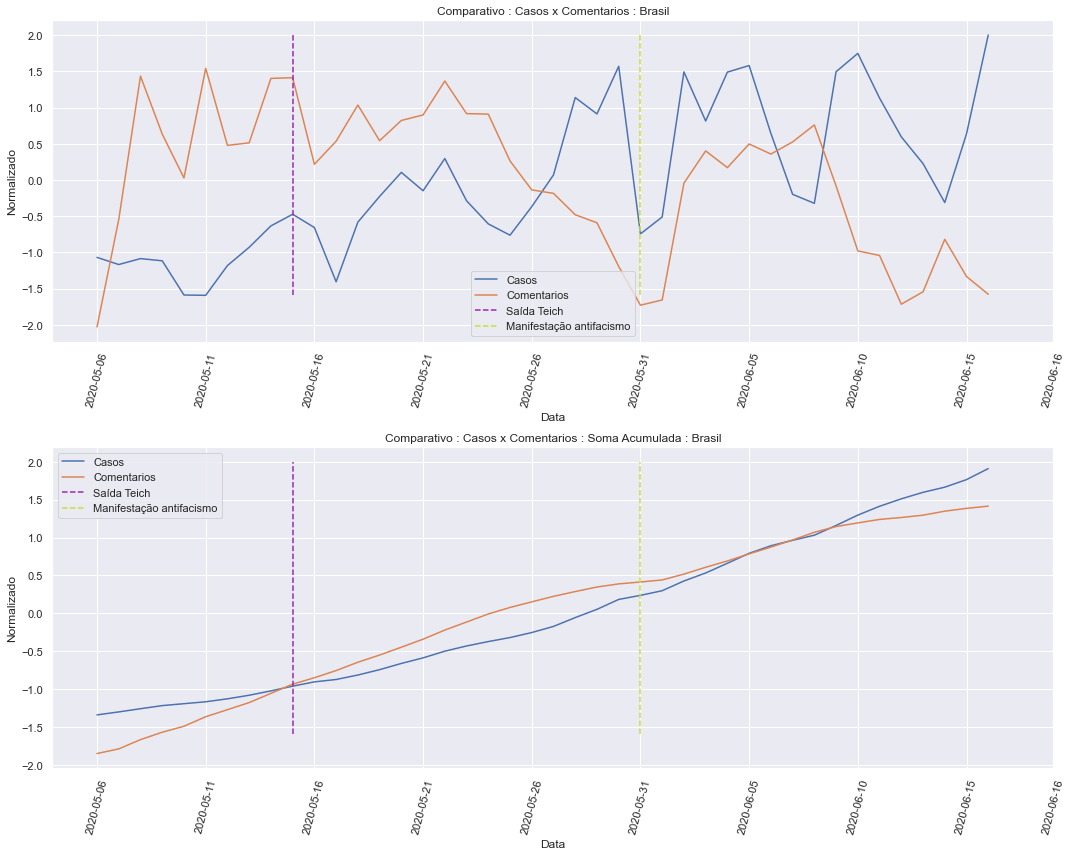 Comparativo : Casos x Comentarios : Brasil
2.0
1.5
1.0
0.5
0.0
−0.5
−1.0
−1.5
−2.0
Normalizado
Casos
Comentarios
Saída Teich
Manifestação antifacismo
2020-05-06
2020-05-11
2020-05-16
2020-05-21
2020-05-26
2020-05-31
2020-06-05
2020-06-10
2020-06-15
2020-06-16
Data
Comparativo : Casos x Comentarios : Soma Acumulada : Brasil
Casos
Comentarios
Saída Teich
Manifestação antifacismo
2.0
1.5
1.0
0.5
0.0
−0.5
−1.0
−1.5
−2.0
Normalizado
2020-05-06
2020-05-11
2020-05-16
2020-05-21
2020-05-26
2020-05-31
2020-06-05
2020-06-10
2020-06-15
2020-06-16
Data